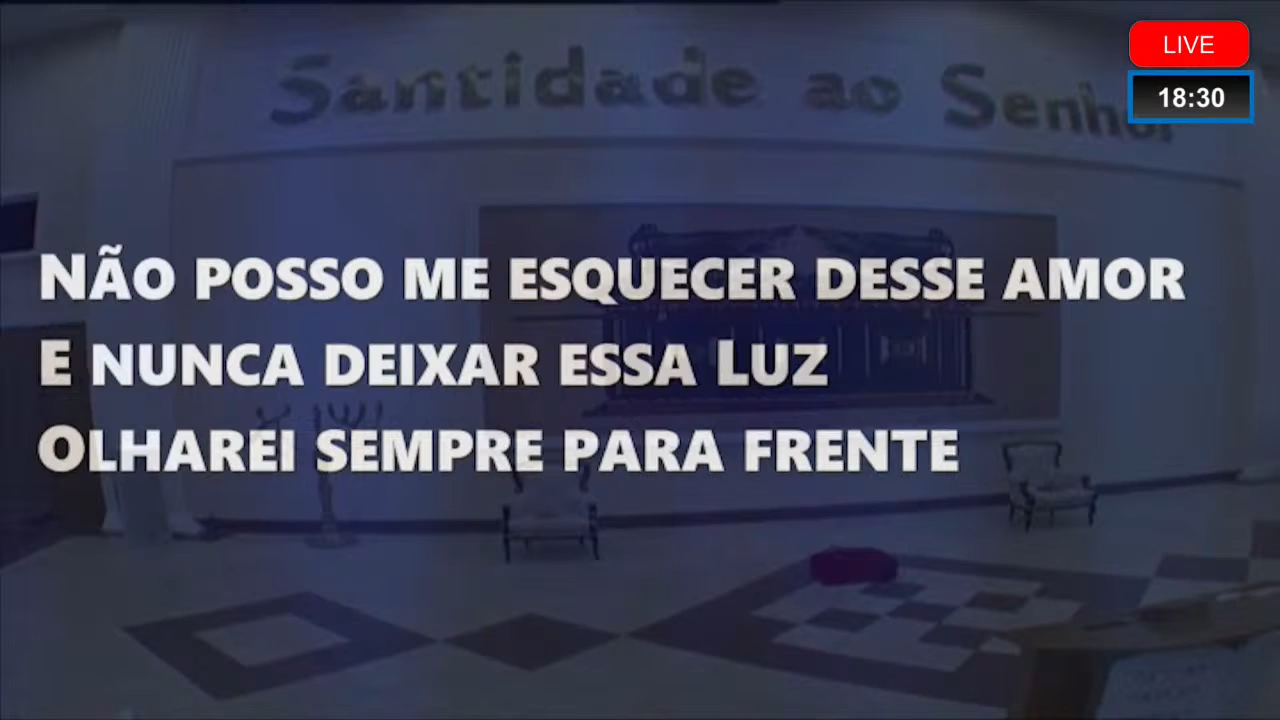 LIVE
Santidade ao Senhor
18:30
NÃO POSSO ME ESQUECER DESSE AMOR
E NUNCA DEIXAR ESSA LUZ
OLHAREI SEMPRE PARA FRENTE